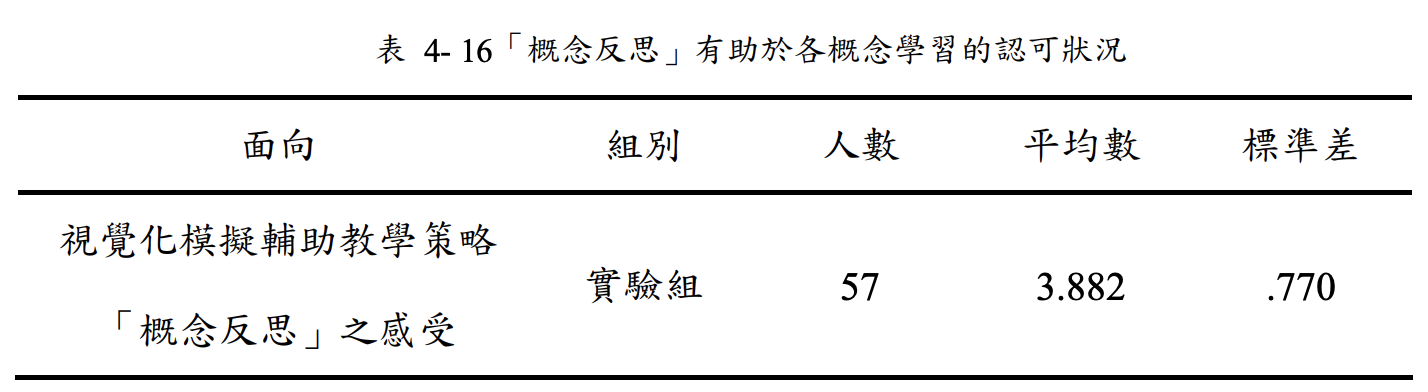 表 4- 16「概念反思」有助於各概念學習的認可狀況
面向 組別 人數 平均數 標準差
視覺化模擬輔助教學策略
「概念反思」之感受 實驗組 57 3.882 .770